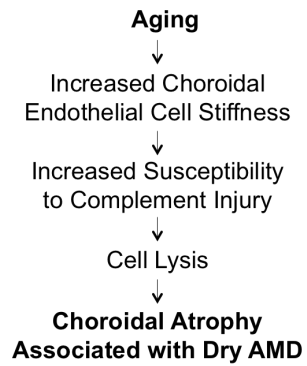 Aging
Increased Choroidal
Endothelial Cell Stiffness
Increased Susceptibility
to Complement Injury
Cell Lysis
Choroidal Atrophy
Associated with Dry AMD